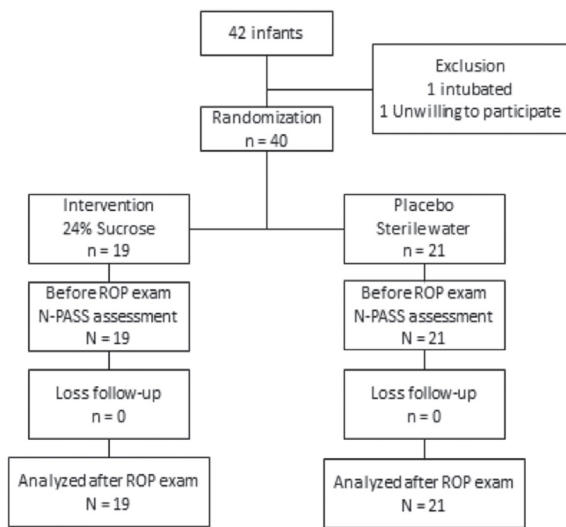 42 infants
Exclusion
1 intubated
1 Unwilling to participate
Randomization
n = 40
Intervention
24% Sucrose
n = 19
Placebo
Sterile water
n = 21
Before ROP exam
N-PASS assessment
N = 19
Before ROP exam
N-PASS assessment
N = 21
Loss follow-up
n = 0
Loss follow-up
n = 0
Analyzed after ROP exam
N = 19
Analyzed after ROP exam
N = 21